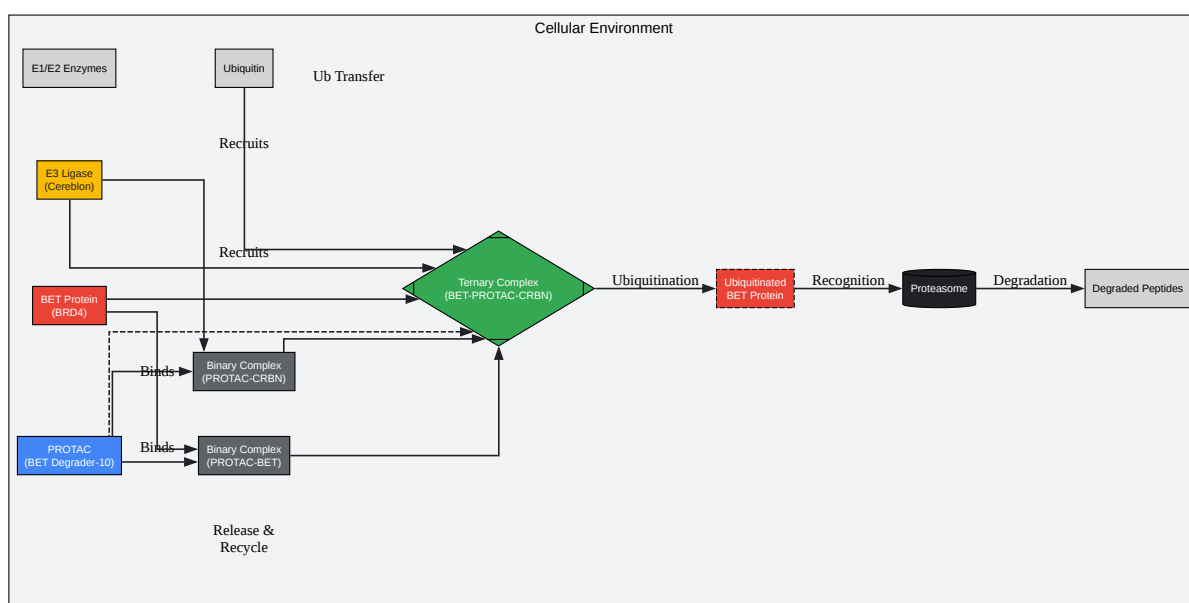 Cellular Environment
E1/E2 Enzymes
Ubiquitin
Ub Transfer
Recruits
E3 Ligase
(Cereblon)
Recruits
Ternary Complex
(BET-PROTAC-CRBN)
Ubiquitination
Ubiquitinated
BET Protein
Recognition
Proteasome
Degradation
Degraded Peptides
BET Protein
(BRD4)
Binds
Binary Complex
(PROTAC-CRBN)
PROTAC
(BET Degrader-10)
Binds
Binary Complex
(PROTAC-BET)
Release &
Recycle